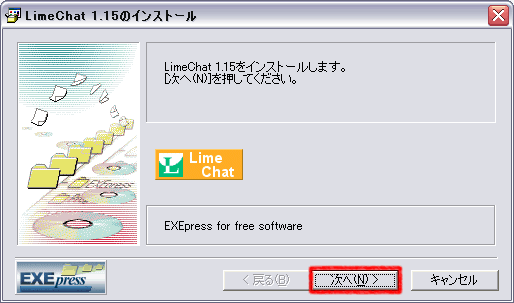 LimeChat 1.15のインストール
LimeChat 1.15をインストールします。
[次へ(N)]を押してください。
EXEpress
Lime
Chat
EXEpress for free software
EXEpress
< 戻る(B)
次へ(N) >
キャンセル